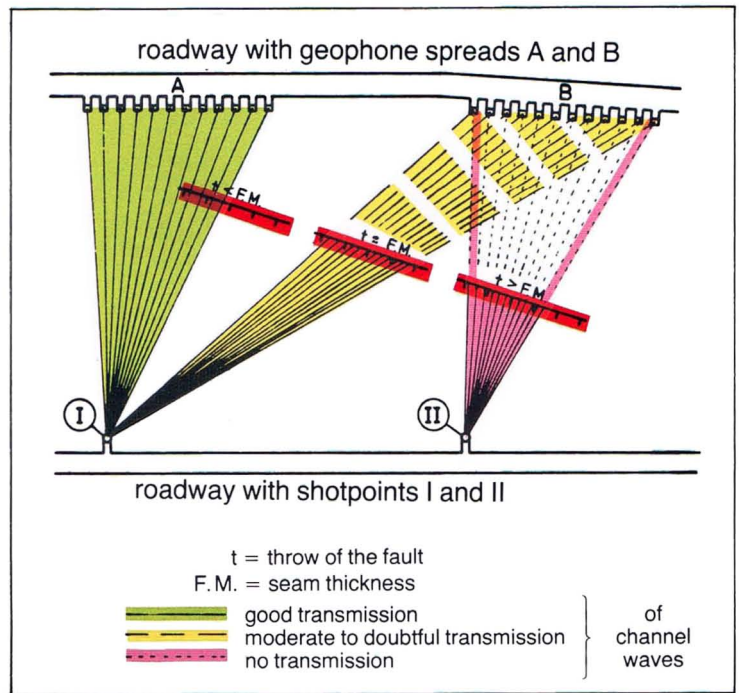 roadway with geophone spreads A and B
A
B
t < F.M.
t = F.M.
t > F.M.
I
II
roadway with shotpoints I and II
t = throw of the fault
F.M. = seam thickness
good transmission
moderate to doubtful transmission
no transmission
of
channel
waves